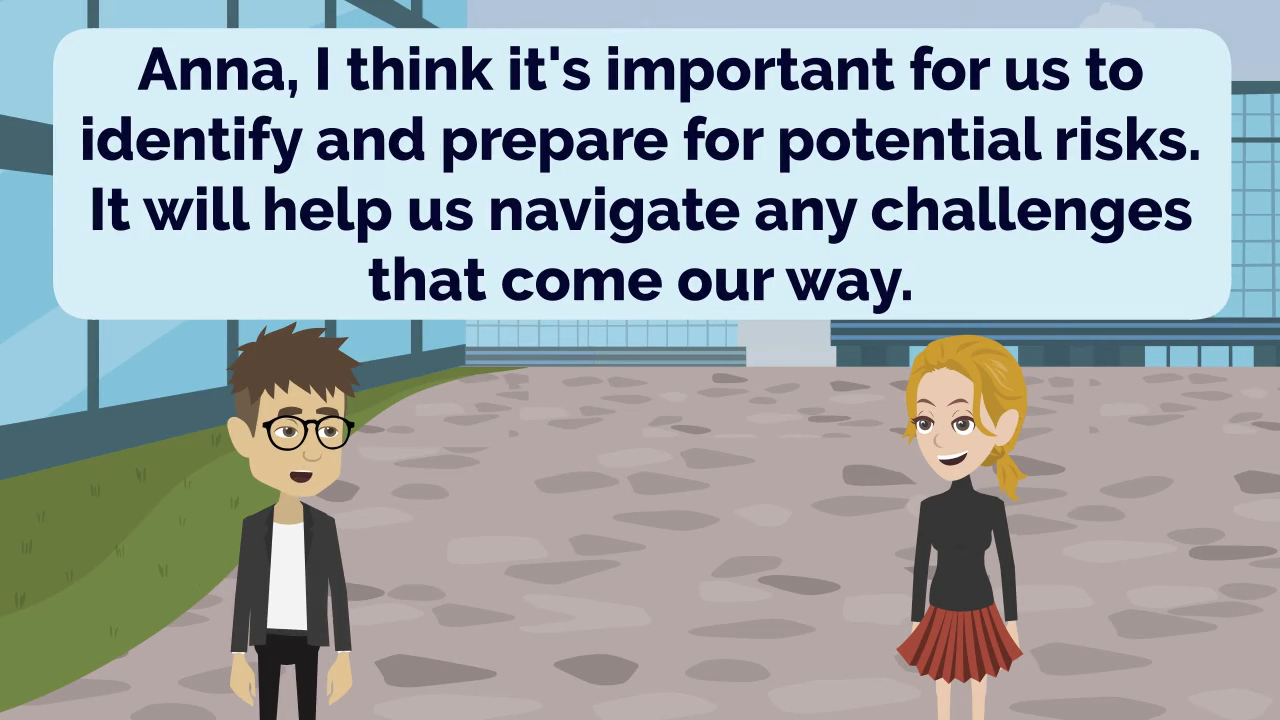 Anna, I think it's important for us to
identify and prepare for potential risks.
It will help us navigate any challenges
that come our way.